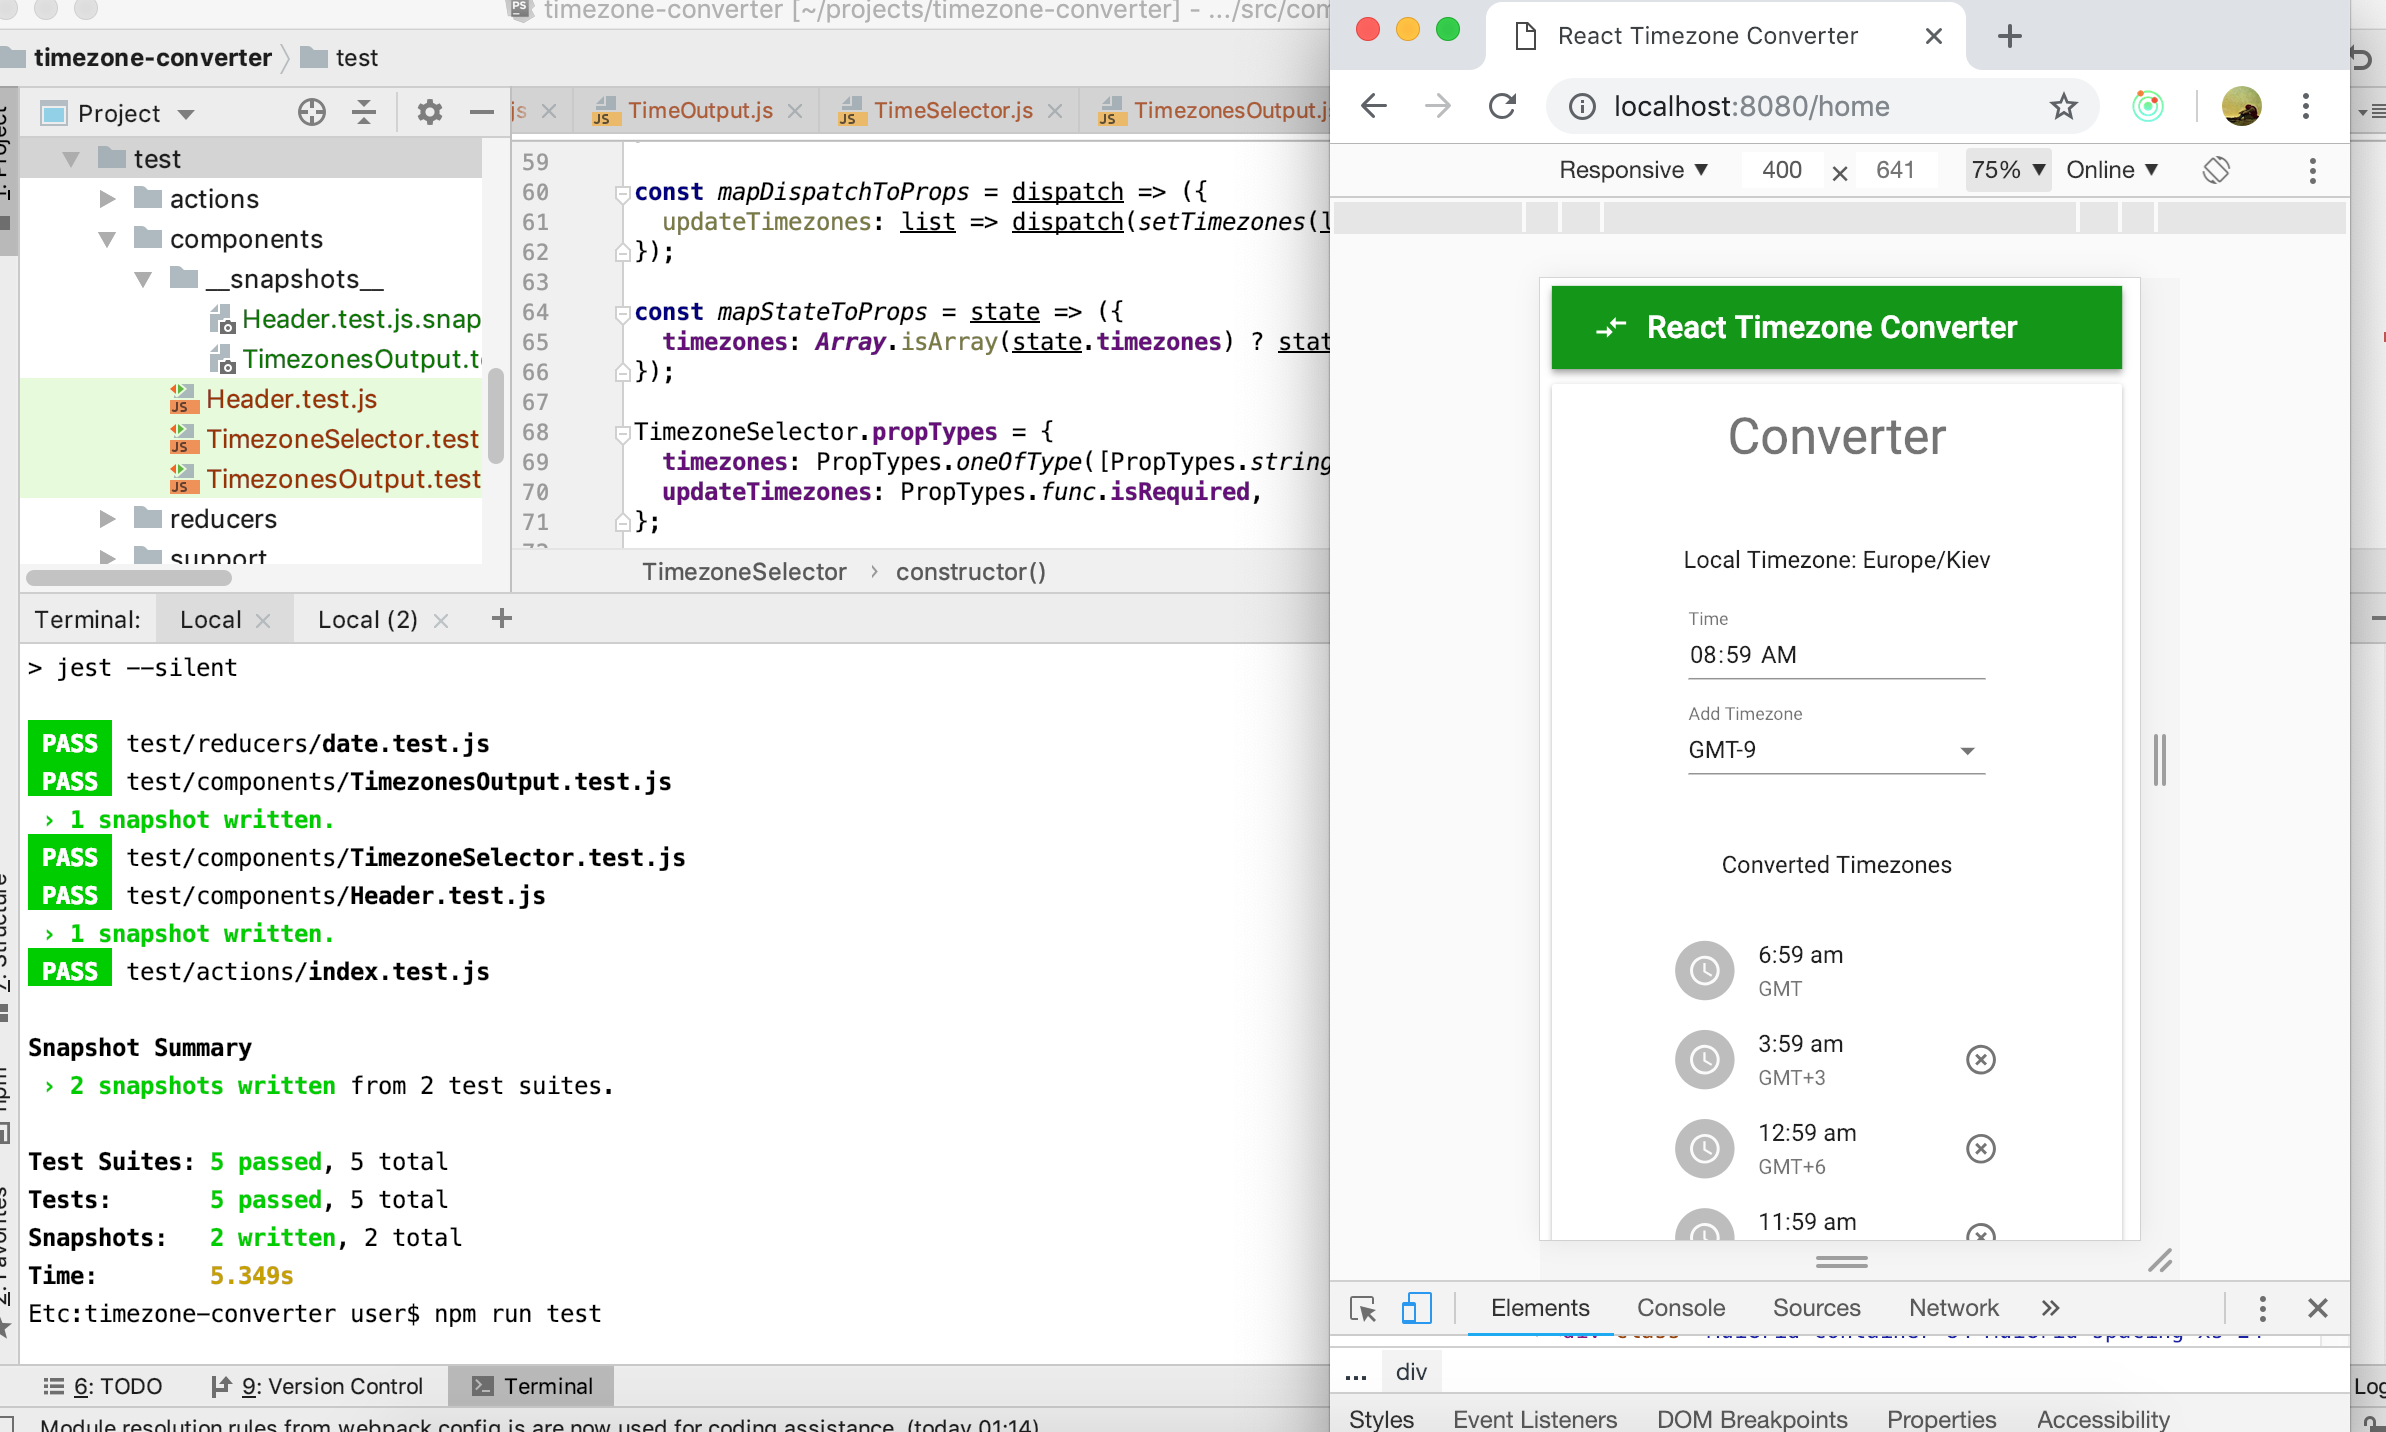 timezone-converter [~/projects/timezone-converter] - .../src/com
timezone-converter
test
Project
js
TimeOutput.js
TimeSelector.js
TimezonesOutput.j
test
actions
components
__snapshots__
Header.test.js.snap
TimezonesOutput.t
Header.test.js
TimezoneSelector.test
TimezonesOutput.test
reducers
support
59
60 const mapDispatchToProps = dispatch => ({
61 updateTimezones: list => dispatch(setTimezones(l
62 });
63
64 const mapStateToProps = state => ({
65 timezones: Array.isArray(state.timezones) ? stat
66 });
67
68 TimezoneSelector.propTypes = {
69 timezones: PropTypes.oneOfType([PropTypes.string
70 updateTimezones: PropTypes.func.isRequired,
71 };
TimezoneSelector › constructor()
Terminal: Local Local (2)
> jest --silent
PASS test/reducers/date.test.js
PASS test/components/TimezonesOutput.test.js
› 1 snapshot written.
PASS test/components/TimezoneSelector.test.js
PASS test/components/Header.test.js
› 1 snapshot written.
PASS test/actions/index.test.js
Snapshot Summary
› 2 snapshots written from 2 test suites.
Test Suites: 5 passed, 5 total
Tests: 5 passed, 5 total
Snapshots: 2 written, 2 total
Time: 5.349s
Etc:timezone-converter user$ npm run test
6: TODO
9: Version Control
Terminal
Module resolution rules from webpack.config.js are now used for coding assistance. (today 01:14)
1: Project
7: Structure
npm
2: Favorites
React Timezone Converter
localhost:8080/home
Responsive ▼ 400 × 641 75% ▼ Online ▼
React Timezone Converter
Converter
Local Timezone: Europe/Kiev
Time
08:59 AM
Add Timezone
GMT-9
Converted Timezones
6:59 am
GMT
3:59 am
GMT+3
12:59 am
GMT+6
11:59 am
Elements Console Sources Network »
... div
Styles Event Listeners DOM Breakpoints Properties Accessibility
Log